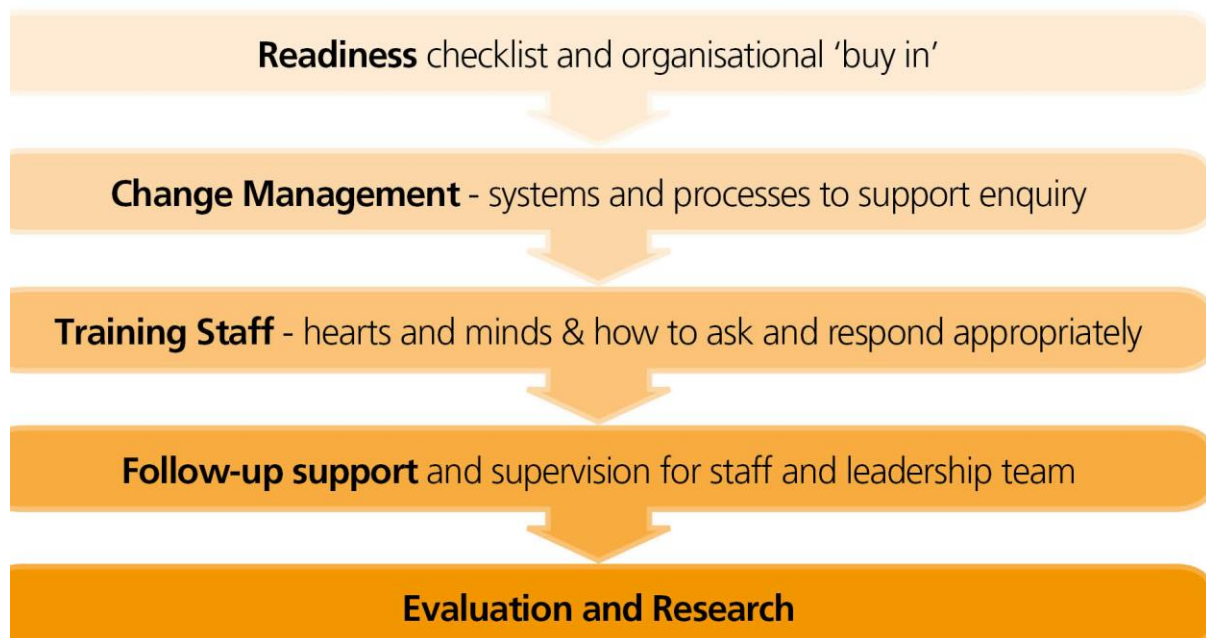 Readiness checklist and organisational ‘buy in’
Change Management - systems and processes to support enquiry
Training Staff - hearts and minds & how to ask and respond appropriately
Follow-up support and supervision for staff and leadership team
Evaluation and Research